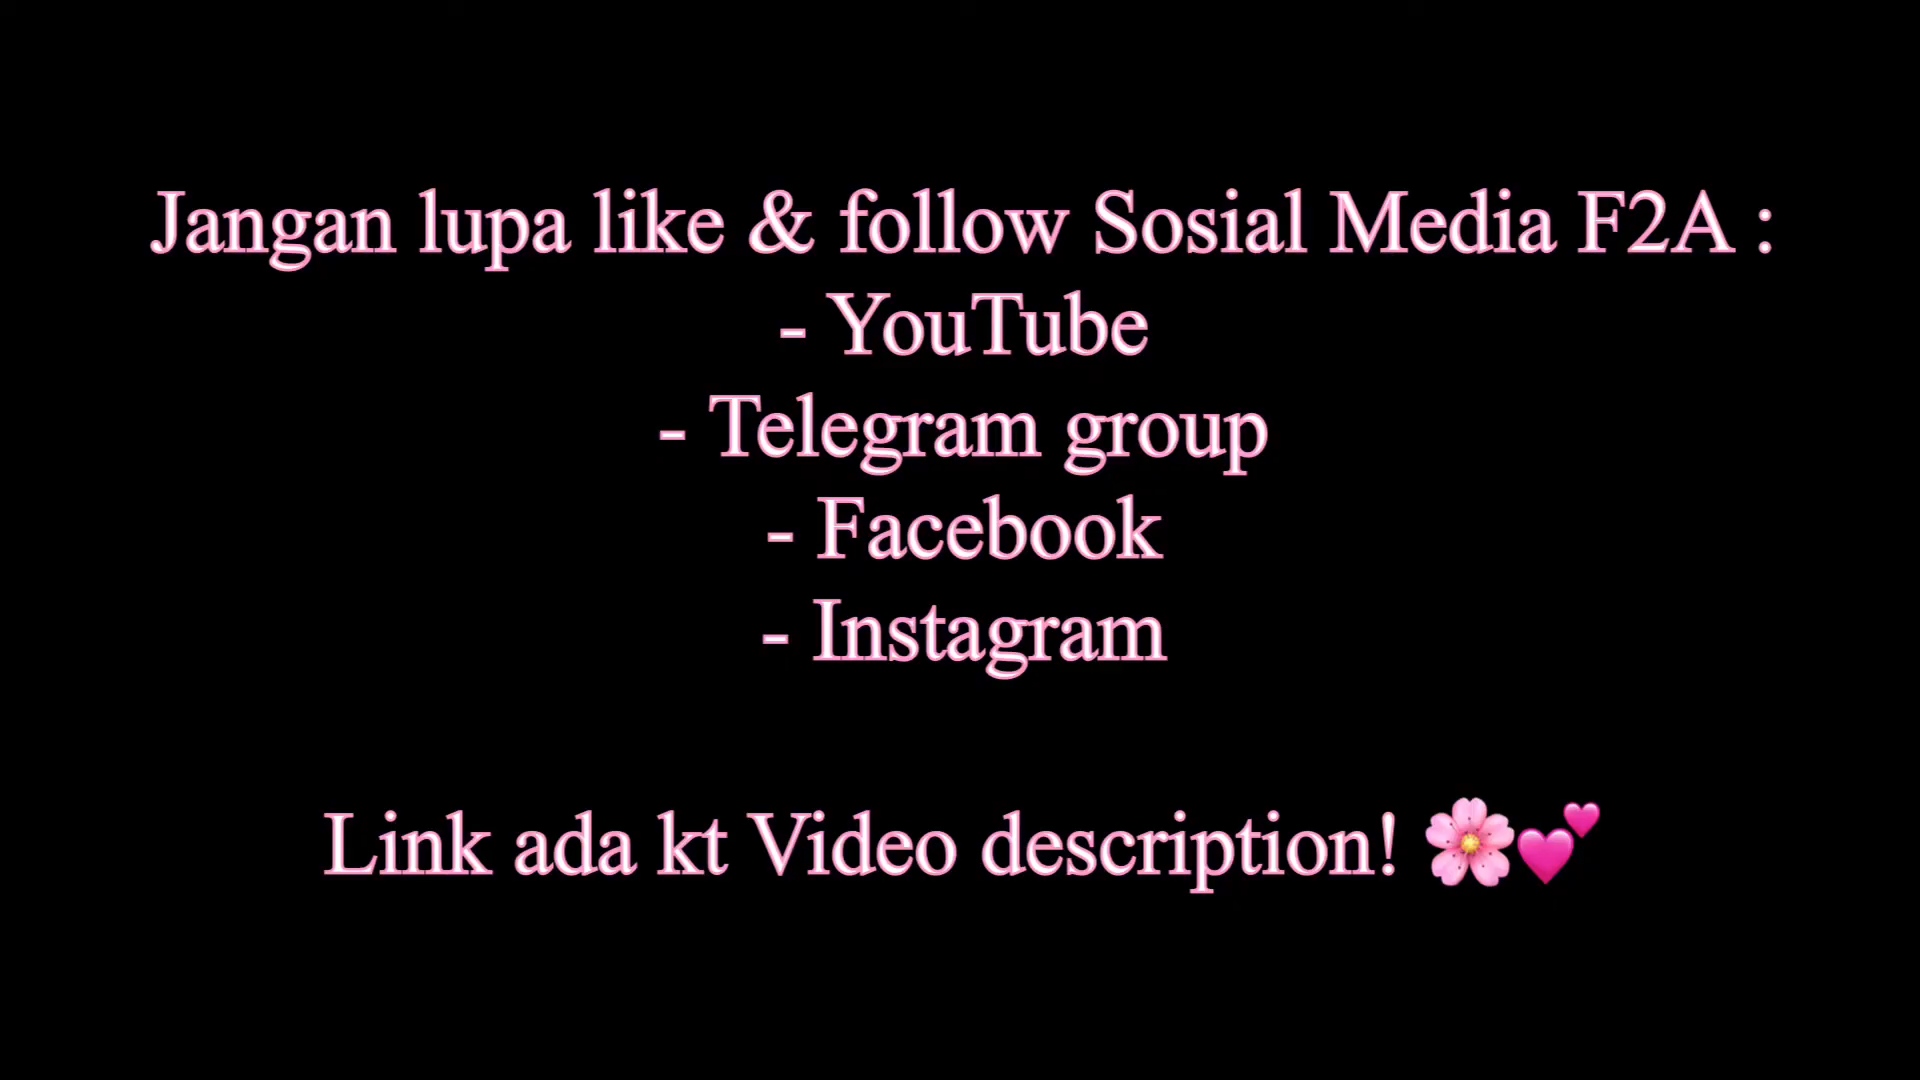 Jangan lupa like & follow Sosial Media F2A :
- YouTube
- Telegram group
- Facebook
- Instagram
Link ada kt Video description! 🌸💕